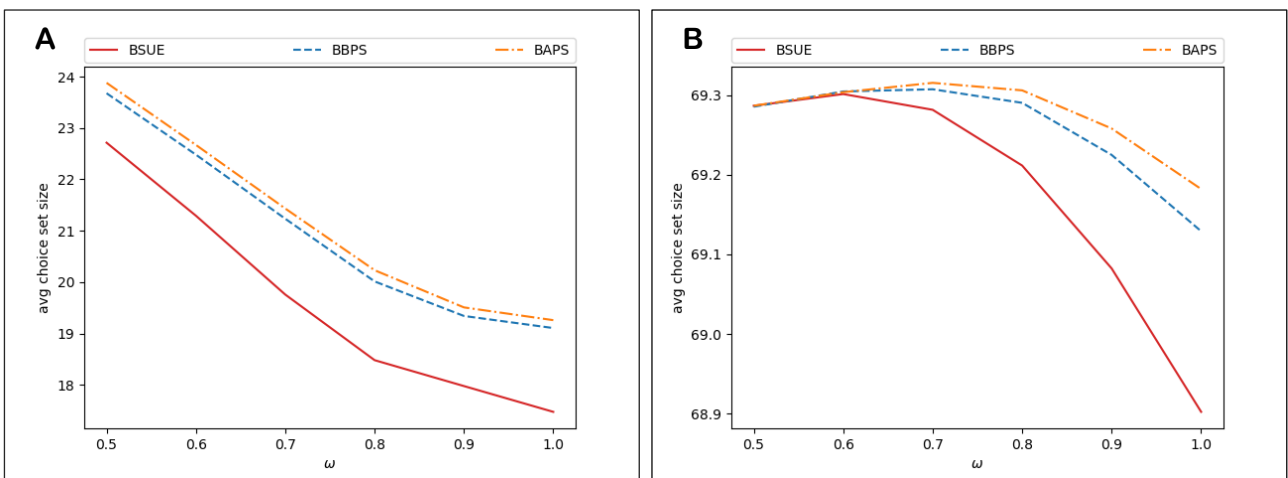 A
BSUE BBPS BAPS
24
23
22
21
20
19
18
avg choice set size
0.5 0.6 0.7 0.8 0.9 1.0
ω
B
BSUE BBPS BAPS
69.3
69.2
69.1
69.0
68.9
avg choice set size
0.5 0.6 0.7 0.8 0.9 1.0
ω